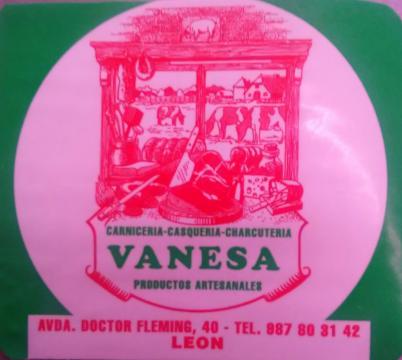 CARNICERIA-CASQUERIA-CHARCUTERIA
VANESA
PRODUCTOS ARTESANALES
AVDA. DOCTOR FLEMING, 40 - TEL. 987 80 31 42
LEON